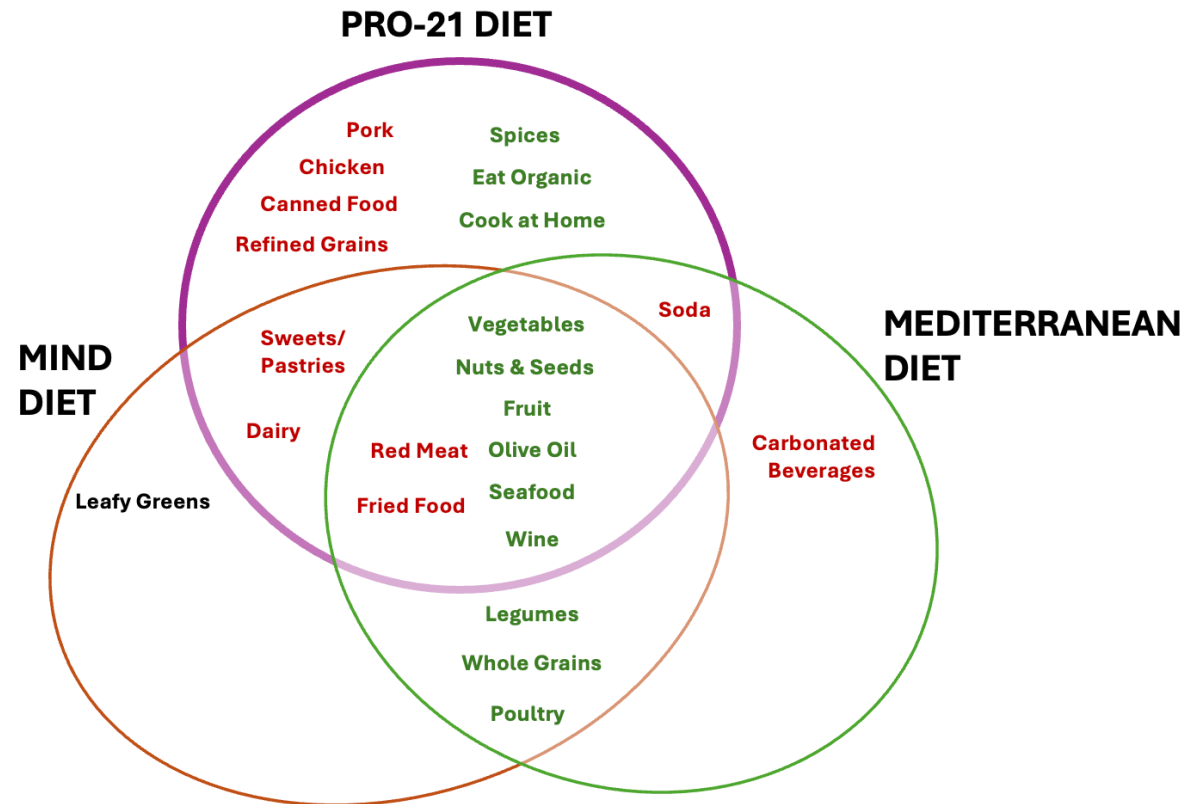 PRO-21 DIET
Pork
Spices
Chicken
Eat Organic
Canned Food
Cook at Home
Refined Grains
Soda
Vegetables
MEDITERRANEAN
DIET
Sweets/
Pastries
MIND
DIET
Nuts & Seeds
Fruit
Dairy
Red Meat
Olive Oil
Carbonated
Beverages
Leafy Greens
Fried Food
Seafood
Wine
Legumes
Whole Grains
Poultry